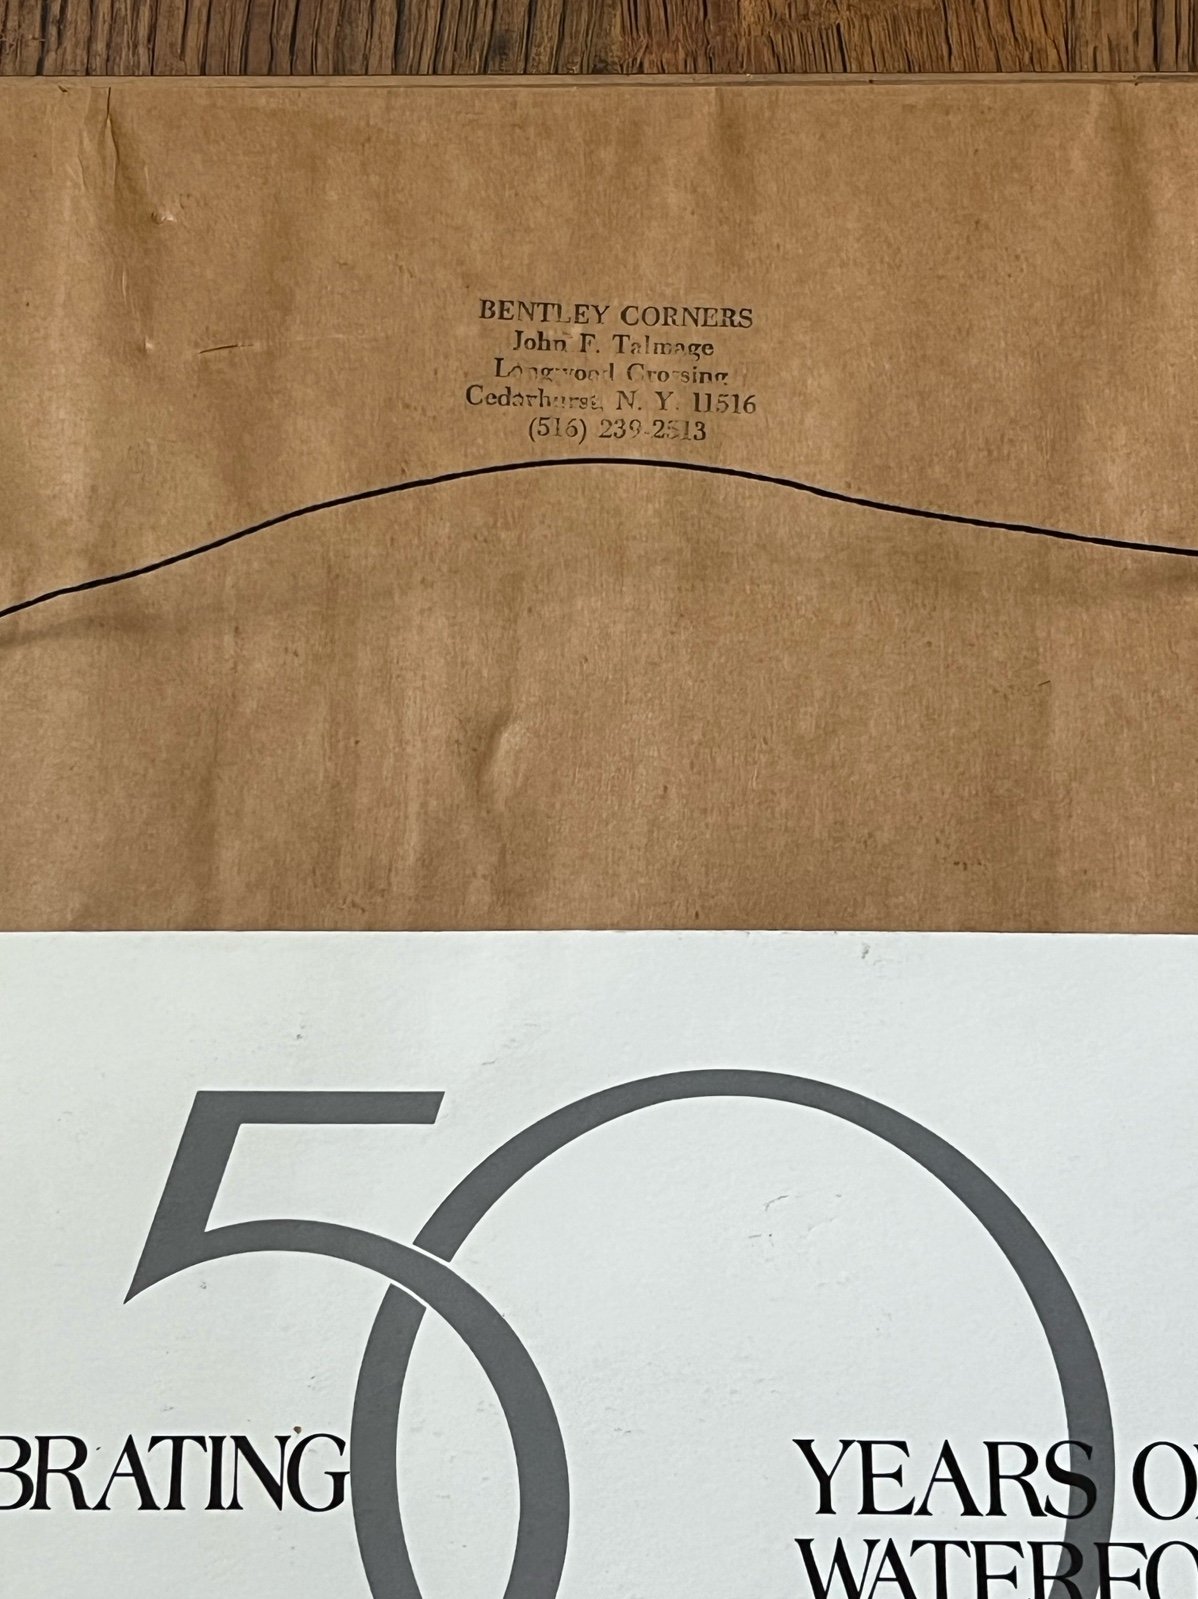 BENTLEY CORNERS
John F. Talmage
Longwood Crossing
Cedarhurst, N. Y. 11516
(516) 239-2513
50
BRATING
YEARS O
WATERFO